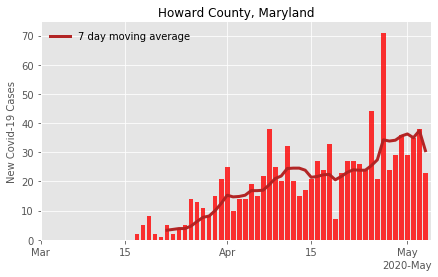 Howard County, Maryland
7 day moving average
New Covid-19 Cases
70
60
50
40
30
20
10
0
Mar 15 Apr 15 May
2020-May